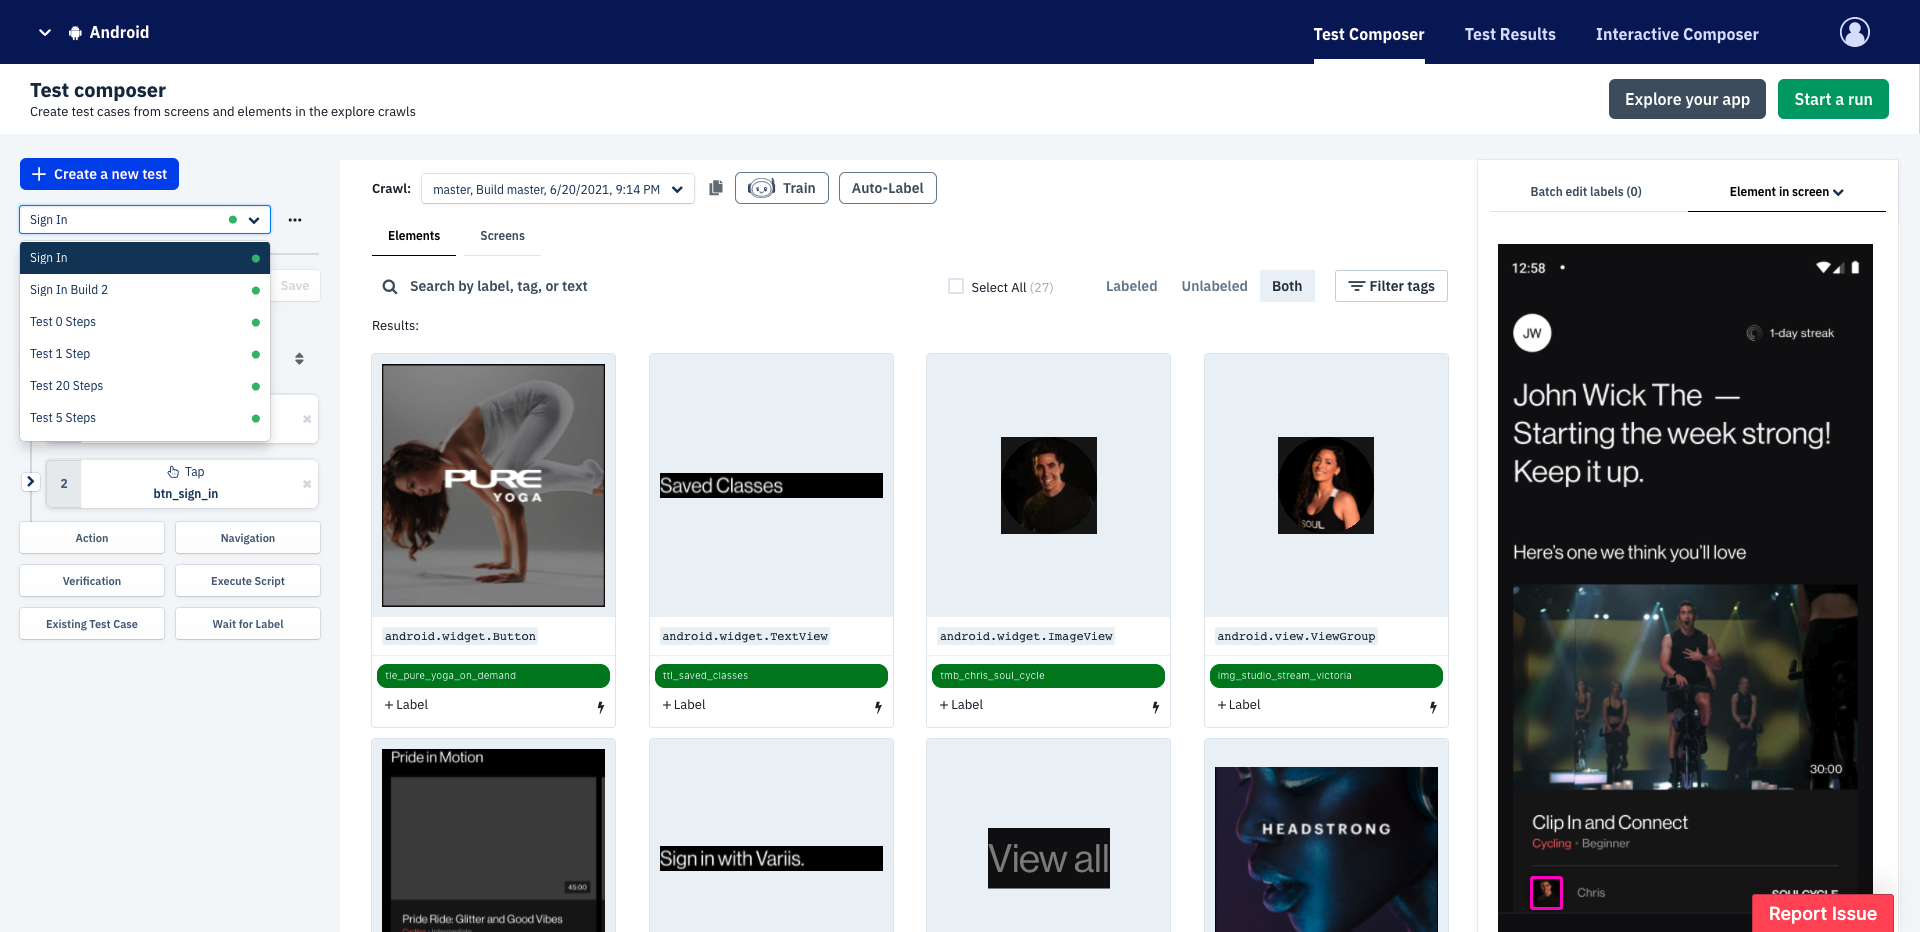 Android
Test Composer
Test Results
Interactive Composer
Test composer
Create test cases from screens and elements in the explore crawls
Explore your app
Start a run
Create a new test
Sign In
Sign In
Sign In Build 2
Test 0 Steps
Test 1 Step
Test 20 Steps
Test 5 Steps
Save
2
Tap
btn_sign_in
Action
Navigation
Verification
Execute Script
Existing Test Case
Wait for Label
Crawl:
master, Build master, 6/20/2021, 9:14 PM
Train
Auto-Label
Elements
Screens
Search by label, tag, or text
Select All (27)
Labeled
Unlabeled
Both
Filter tags
Results:
PURE
YOGA
android.widget.Button
tle_pure_yoga_on_demand
+ Label
Saved Classes
android.widget.TextView
ttl_saved_classes
+ Label
android.widget.ImageView
tmb_chris_soul_cycle
+ Label
SOUL
android.view.ViewGroup
img_studio_stream_victoria
+ Label
Pride in Motion
45:00
Pride Ride: Glitter and Good Vibes
Sign in with Variis.
View all
HEADSTRONG
Batch edit labels (0)
Element in screen
12:58
JW
1-day streak
John Wick The —
Starting the week strong!
Keep it up.
Here's one we think you'll love
30:00
Clip In and Connect
Cycling · Beginner
Chris
SOULCYCLE
Report Issue